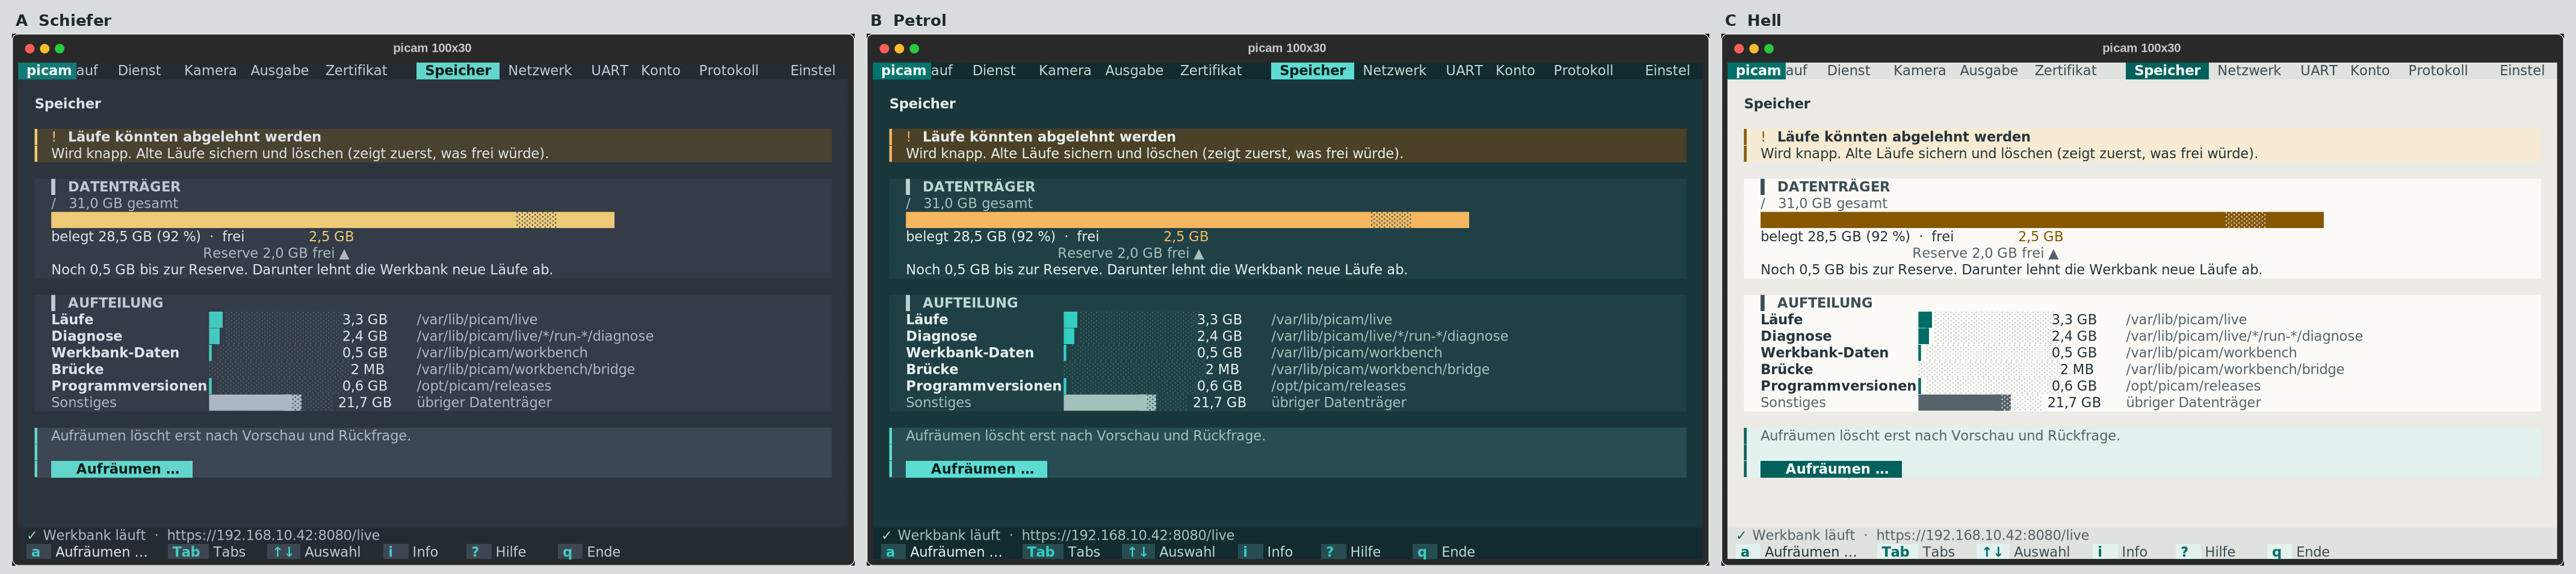 A Schiefer
picam 100x30
picam auf Dienst Kamera Ausgabe Zertifikat Speicher Netzwerk UART Konto Protokoll Einstel
Speicher
! Läufe könnten abgelehnt werden
Wird knapp. Alte Läufe sichern und löschen (zeigt zuerst, was frei würde).
DATENTRÄGER
/ 31,0 GB gesamt
belegt 28,5 GB (92 %) · frei 2,5 GB
Reserve 2,0 GB frei ▲
Noch 0,5 GB bis zur Reserve. Darunter lehnt die Werkbank neue Läufe ab.
AUFTEILUNG
Läufe 3,3 GB /var/lib/picam/live
Diagnose 2,4 GB /var/lib/picam/live/*/run-*/diagnose
Werkbank-Daten 0,5 GB /var/lib/picam/workbench
Brücke 2 MB /var/lib/picam/workbench/bridge
Programmversionen 0,6 GB /opt/picam/releases
Sonstiges 21,7 GB übriger Datenträger
Aufräumen löscht erst nach Vorschau und Rückfrage.
Aufräumen …
✓ Werkbank läuft · https://192.168.10.42:8080/live
a Aufräumen … Tab Tabs ↑↓ Auswahl i Info ? Hilfe q Ende
B Petrol
picam 100x30
picam auf Dienst Kamera Ausgabe Zertifikat Speicher Netzwerk UART Konto Protokoll Einstel
Speicher
! Läufe könnten abgelehnt werden
Wird knapp. Alte Läufe sichern und löschen (zeigt zuerst, was frei würde).
DATENTRÄGER
/ 31,0 GB gesamt
belegt 28,5 GB (92 %) · frei 2,5 GB
Reserve 2,0 GB frei ▲
Noch 0,5 GB bis zur Reserve. Darunter lehnt die Werkbank neue Läufe ab.
AUFTEILUNG
Läufe 3,3 GB /var/lib/picam/live
Diagnose 2,4 GB /var/lib/picam/live/*/run-*/diagnose
Werkbank-Daten 0,5 GB /var/lib/picam/workbench
Brücke 2 MB /var/lib/picam/workbench/bridge
Programmversionen 0,6 GB /opt/picam/releases
Sonstiges 21,7 GB übriger Datenträger
Aufräumen löscht erst nach Vorschau und Rückfrage.
Aufräumen …
✓ Werkbank läuft · https://192.168.10.42:8080/live
a Aufräumen … Tab Tabs ↑↓ Auswahl i Info ? Hilfe q Ende
C Hell
picam 100x30
picam auf Dienst Kamera Ausgabe Zertifikat Speicher Netzwerk UART Konto Protokoll Einstel
Speicher
! Läufe könnten abgelehnt werden
Wird knapp. Alte Läufe sichern und löschen (zeigt zuerst, was frei würde).
DATENTRÄGER
/ 31,0 GB gesamt
belegt 28,5 GB (92 %) · frei 2,5 GB
Reserve 2,0 GB frei ▲
Noch 0,5 GB bis zur Reserve. Darunter lehnt die Werkbank neue Läufe ab.
AUFTEILUNG
Läufe 3,3 GB /var/lib/picam/live
Diagnose 2,4 GB /var/lib/picam/live/*/run-*/diagnose
Werkbank-Daten 0,5 GB /var/lib/picam/workbench
Brücke 2 MB /var/lib/picam/workbench/bridge
Programmversionen 0,6 GB /opt/picam/releases
Sonstiges 21,7 GB übriger Datenträger
Aufräumen löscht erst nach Vorschau und Rückfrage.
Aufräumen …
✓ Werkbank läuft · https://192.168.10.42:8080/live
a Aufräumen … Tab Tabs ↑↓ Auswahl i Info ? Hilfe q Ende